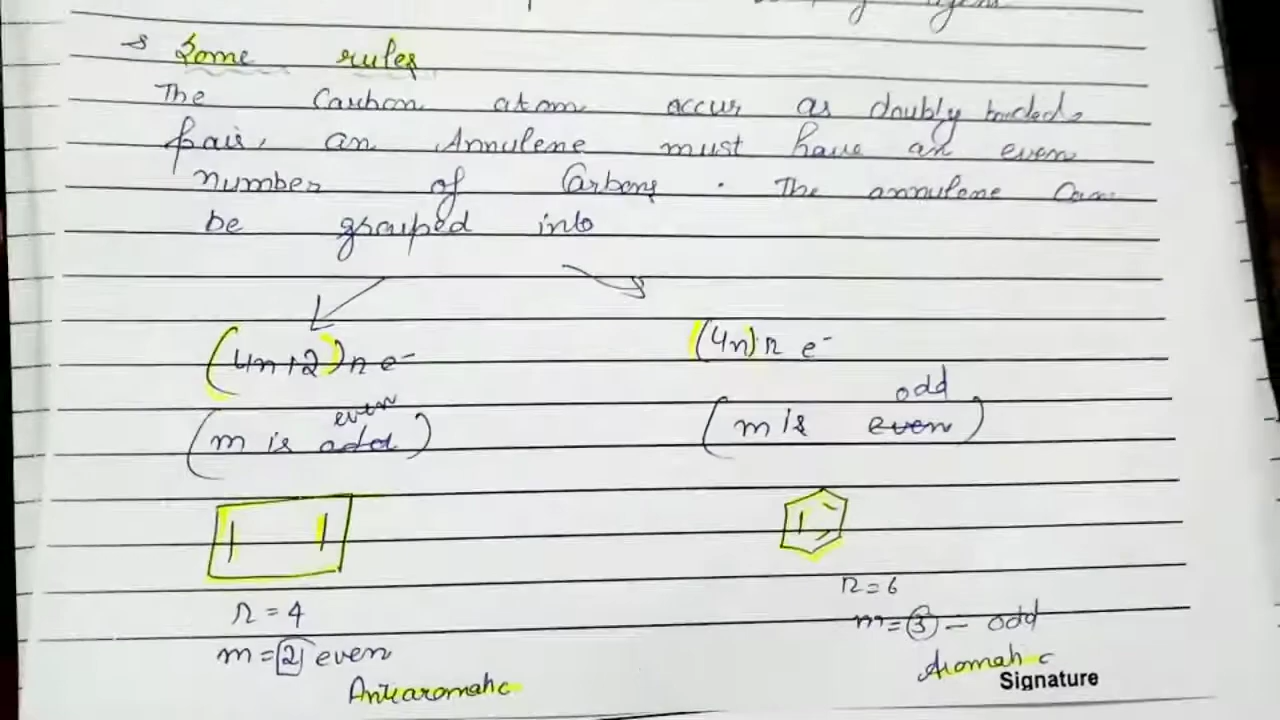 Some rules
The Carbon atom occur as doubly bonded
pair, an Annulene must have an even
number of Carbons. The annulene Can
be grouped into
(4n+2)π e⁻
(4n)π e⁻
even
odd
(m is odd)
(m is even)
n = 4
n = 6
m = 2 even
m = 3 – odd
Antiaromatic
Aromatic
Signature